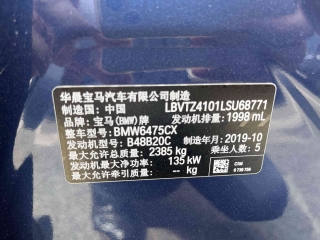 华晨宝马汽车有限公司制造
制造国：中国 LBVTZ4101LSU68771
品牌：宝马(BMW)牌 发动机排量：1998 mL
整车型号：BMW6475CX
发动机型号：B48B20C 制造年月：2019-10
最大允许总质量：2385 kg 乘坐人数：5
发动机最大净功率：135 kW
最大允许牵引质量：---- kg